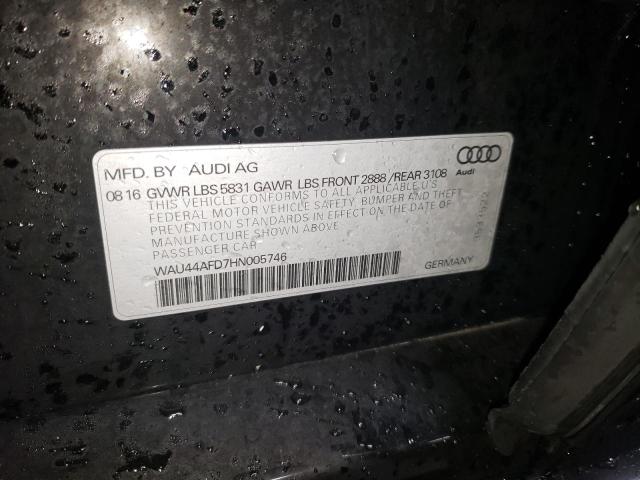 MFD. BY AUDI AG
08 16 GVWR LBS 5831 GAWR LBS FRONT 2888 /REAR 3108
Audi
THIS VEHICLE CONFORMS TO ALL APPLICABLE U'S
FEDERAL MOTOR VEHICLE SAFETY, BUMPER AND THEFT
PREVENTION STANDARDS IN EFFECT ON THE DATE OF
MANUFACTURE SHOWN ABOVE
PASSENGER CAR
WAU44AFD7HN005746
GERMANY